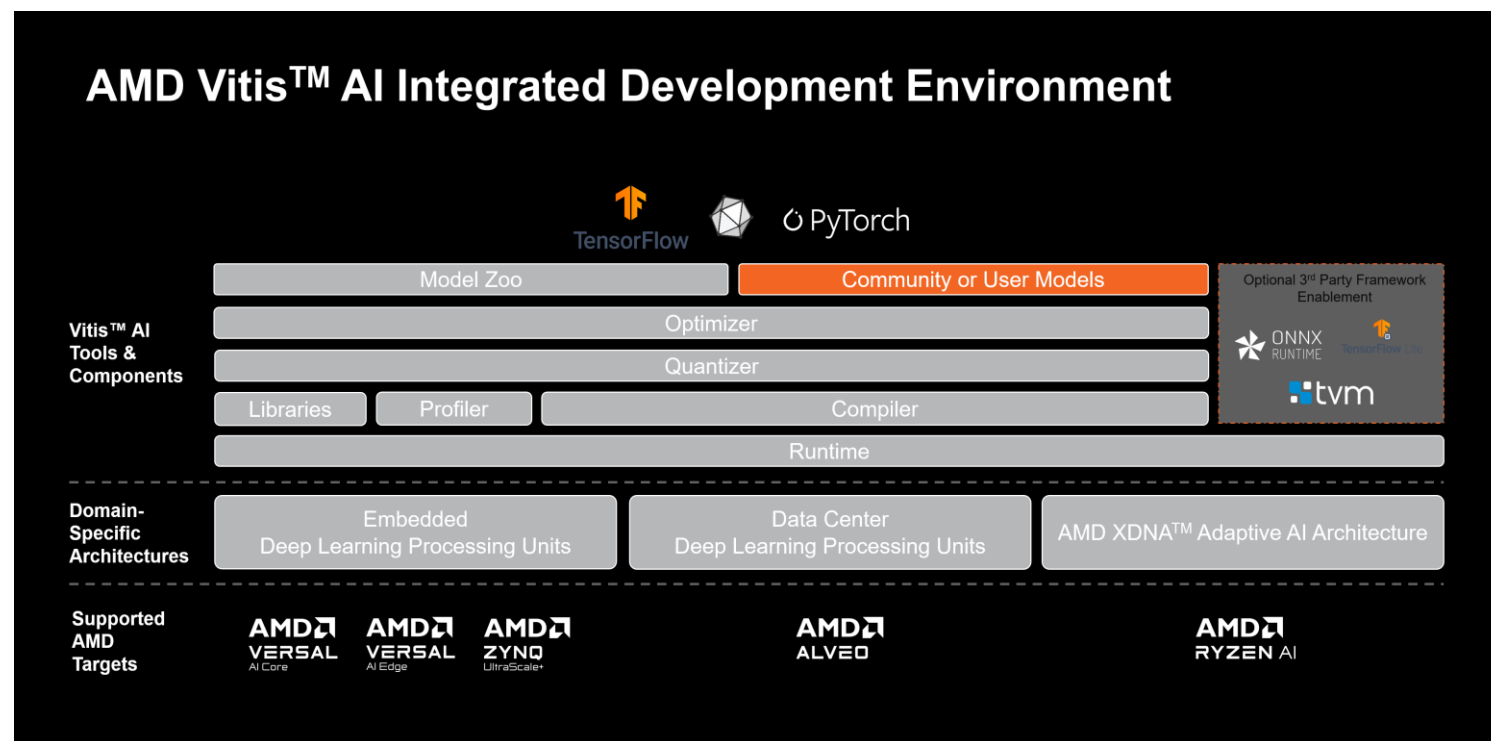 AMD Vitis™ AI Integrated Development Environment
TensorFlow
PyTorch
Model Zoo
Community or User Models
Optional 3rd Party Framework
Enablement
Vitis™ AI
Tools &
Components
Optimizer
ONNX
RUNTIME
TensorFlow Lite
Quantizer
tvm
Libraries
Profiler
Compiler
Runtime
Domain-
Specific
Architectures
Embedded
Deep Learning Processing Units
Data Center
Deep Learning Processing Units
AMD XDNA™ Adaptive AI Architecture
Supported
AMD
Targets
AMD
VERSAL
AI Core
AMD
VERSAL
AI Edge
AMD
ZYNQ
UltraScale+
AMD
ALVEO
AMD
RYZEN AI